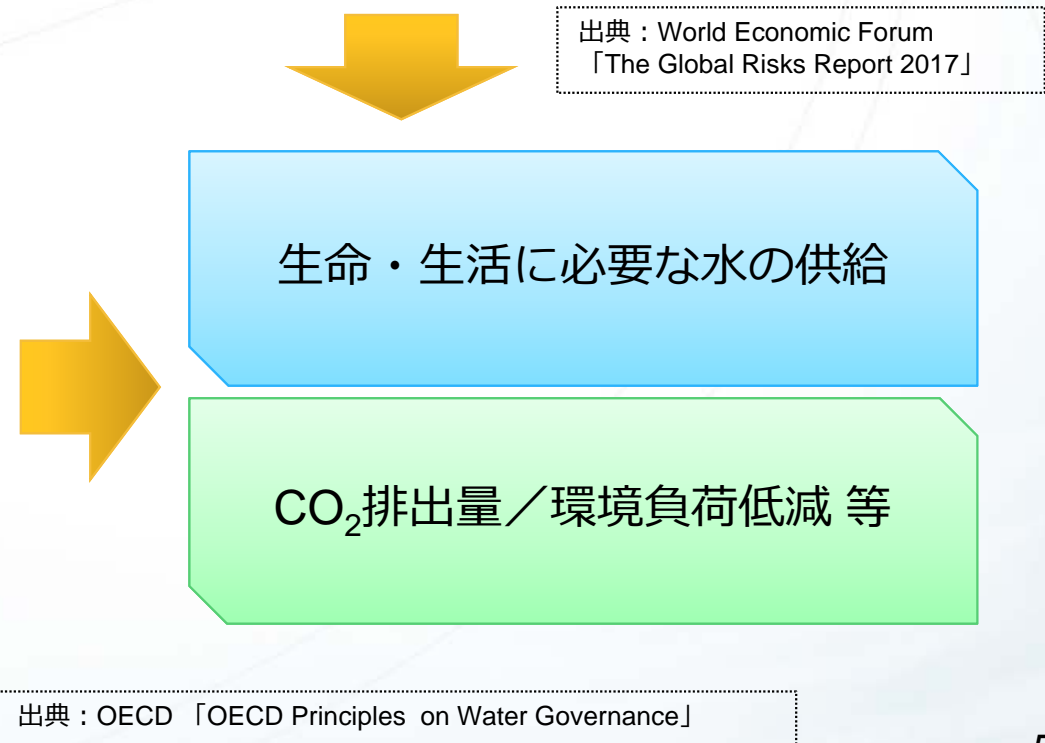 出典：World Economic Forum
「The Global Risks Report 2017」
生命・生活に必要な水の供給
CO₂排出量／環境負荷低減 等
出典：OECD 「OECD Principles on Water Governance」